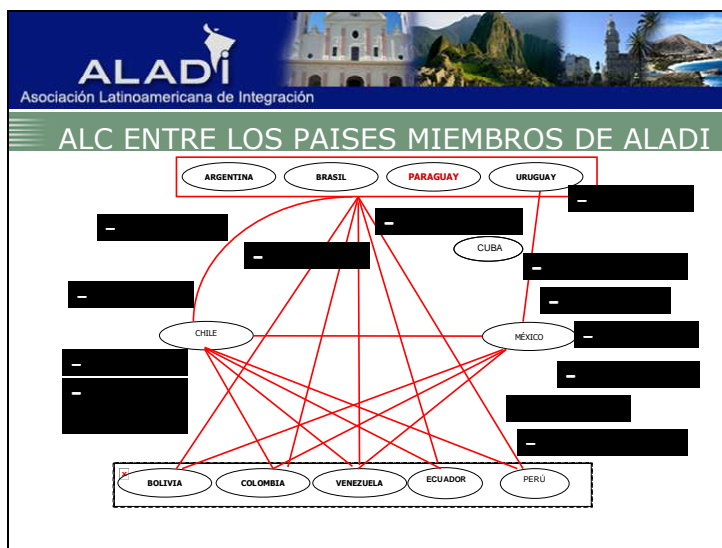 ALADi
Asociación Latinoamericana de Integración
ALC ENTRE LOS PAISES MIEMBROS DE ALADI
ARGENTINA
BRASIL
PARAGUAY
URUGUAY
CUBA
CHILE
MÉXICO
BOLIVIA
COLOMBIA
VENEZUELA
ECUADOR
PERÚ